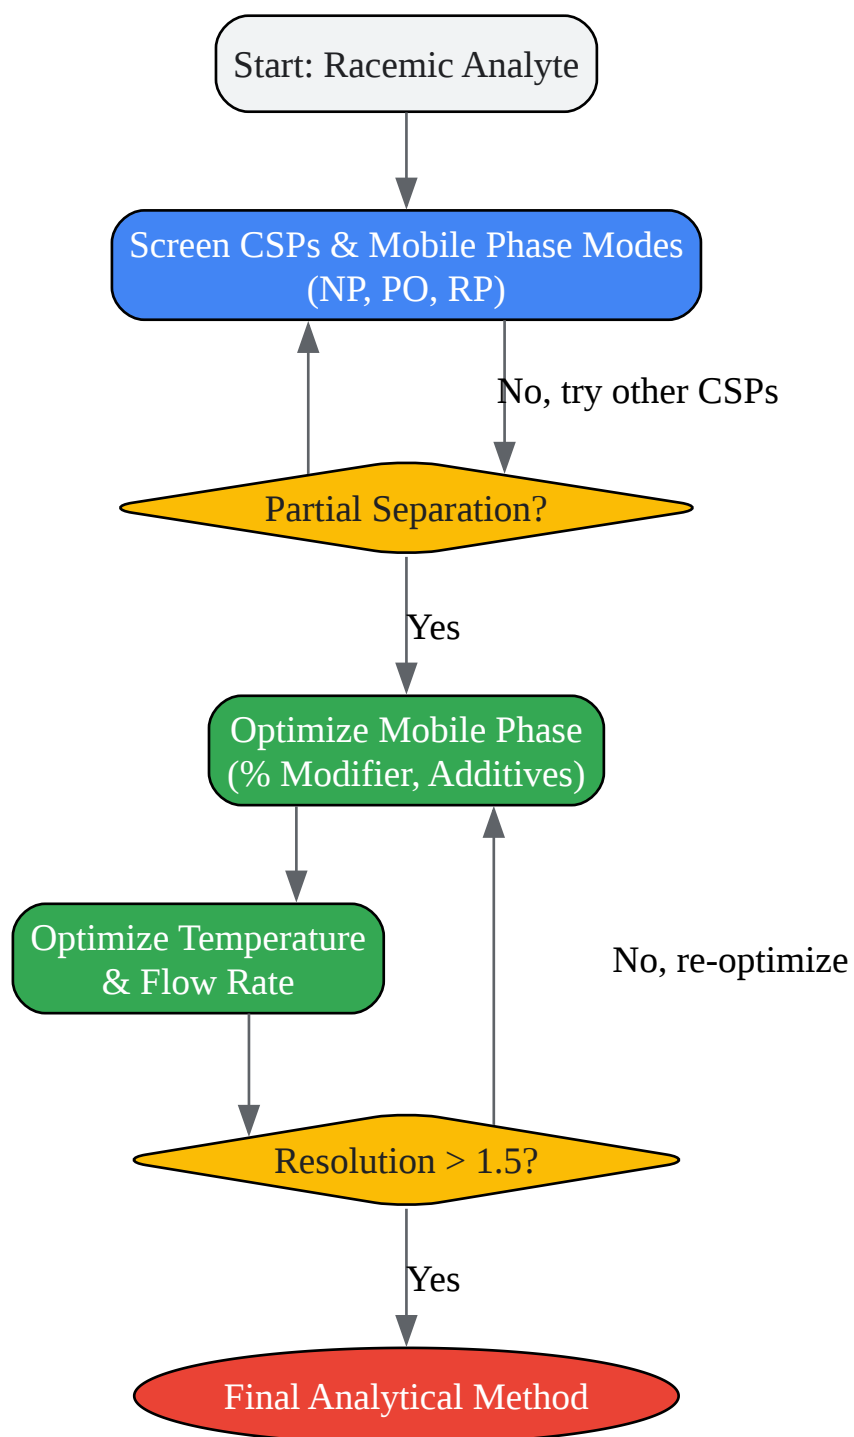 Start: Racemic Analyte
Screen CSPs & Mobile Phase Modes
(NP, PO, RP)
No, try other CSPs
Partial Separation?
Yes
Optimize Mobile Phase
(% Modifier, Additives)
Optimize Temperature
& Flow Rate
No, re-optimize
Resolution > 1.5?
Yes
Final Analytical Method